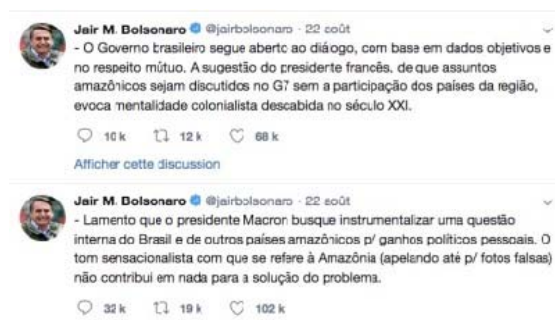 Jair M. Bolsonaro @jairbolsonaro · 22 août
- O Governo brasileiro segue aberto ao diálogo, com base em dados objetivos e
no respeito mútuo. A sugestão do presidente francês, de que assuntos
amazônicos sejam discutidos no G7 sem a participação dos países da região,
evoca mentalidade colonialista descabida no século XXI.
10 k 12 k 68 k
Afficher cette discussion
Jair M. Bolsonaro @jairbolsonaro · 22 août
- Lamento que o presidente Macron busque instrumentalizar uma questão
interna do Brasil e de outros países amazônicos p/ ganhos políticos pessoais. O
tom sensacionalista com que se refere à Amazônia (apelando até p/ fotos falsas)
não contribui em nada para a solução do problema.
32 k 19 k 102 k